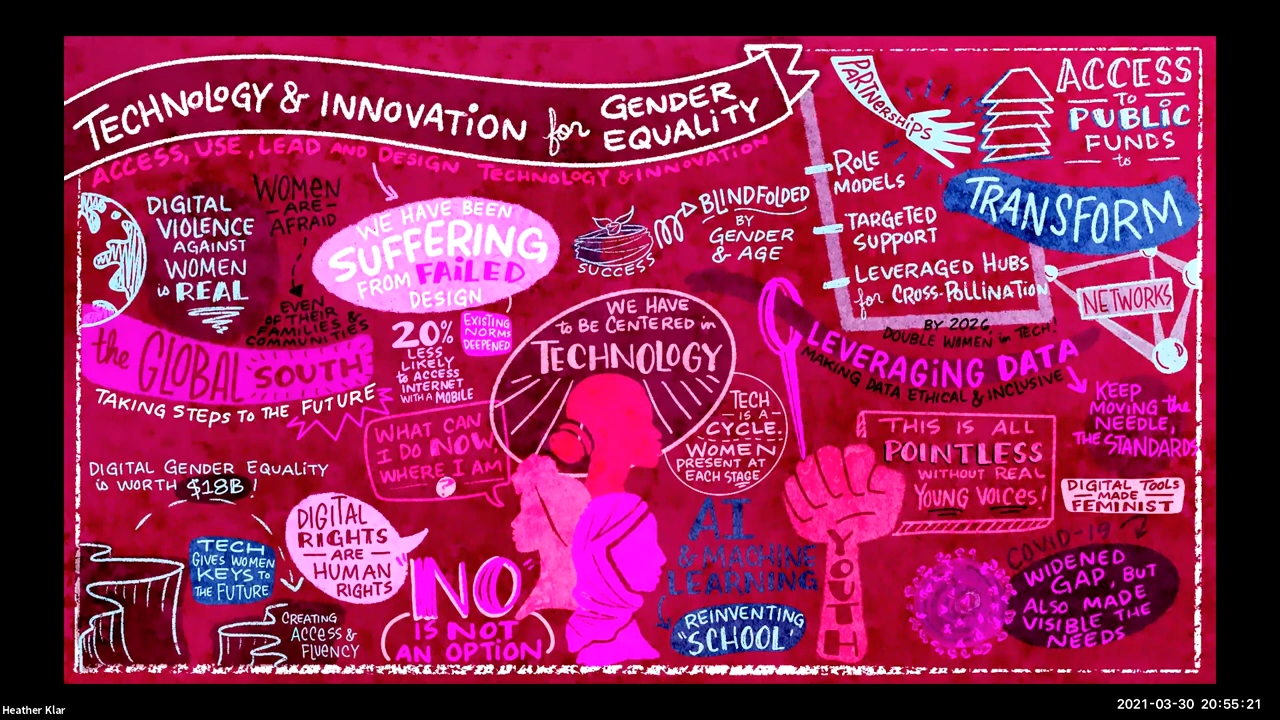 TECHNOLOGY & INNOVATION for GENDER EQUALITY
ACCESS, USE, LEAD AND DESIGN TECHNOLOGY & INNOVATION
DIGITAL
VIOLENCE
AGAINST
WOMEN
is REAL
WOMEN
ARE
AFRAID
EVEN
OF THEIR
FAMILIES &
COMMUNITIES
WE HAVE BEEN
SUFFERING
FROM FAILED
DESIGN
SUCCESS
BLINDFOLDED
BY
GENDER
& AGE
PARTNERSHIPS
ROLE
MODELS
TARGETED
SUPPORT
LEVERAGED HUBS
for CROSS-POLLINATION
ACCESS
TO
PUBLIC
FUNDS
to
TRANSFORM
NETWORKS
BY 2026,
DOUBLE WOMEN in TECH!
the GLOBAL SOUTH
TAKING STEPS TO THE FUTURE
20%
LESS
LIKELY
to ACCESS
INTERNET
WITH A MOBILE
EXISTING
NORMS
DEEPENED
WE HAVE
to BE CENTERED in
TECHNOLOGY
LEVERAGING DATA
MAKING DATA ETHICAL & INCLUSIVE
KEEP
MOVING the
NEEDLE,
THE STANDARDS
WHAT CAN
I DO NOW,
WHERE I AM
?
TECH
IS A
CYCLE.
WOMEN
PRESENT AT
EACH STAGE
THIS IS ALL
POINTLESS
WITHOUT REAL
YOUNG VOICES!
DIGITAL TOOLS
MADE
FEMINIST
DIGITAL GENDER EQUALITY
is WORTH $18B!
DIGITAL
RIGHTS
ARE
HUMAN
RIGHTS
TECH
GIVES WOMEN
KEYS TO
THE FUTURE
CREATING
ACCESS &
FLUENCY
"NO"
IS NOT
AN OPTION
AI
& MACHINE
LEARNING
REINVENTING
"SCHOOL"
YOUTH
COVID-19
WIDENED
GAP, BUT
ALSO MADE
VISIBLE THE
NEEDS
Heather Klar
2021-03-30 20:55:21